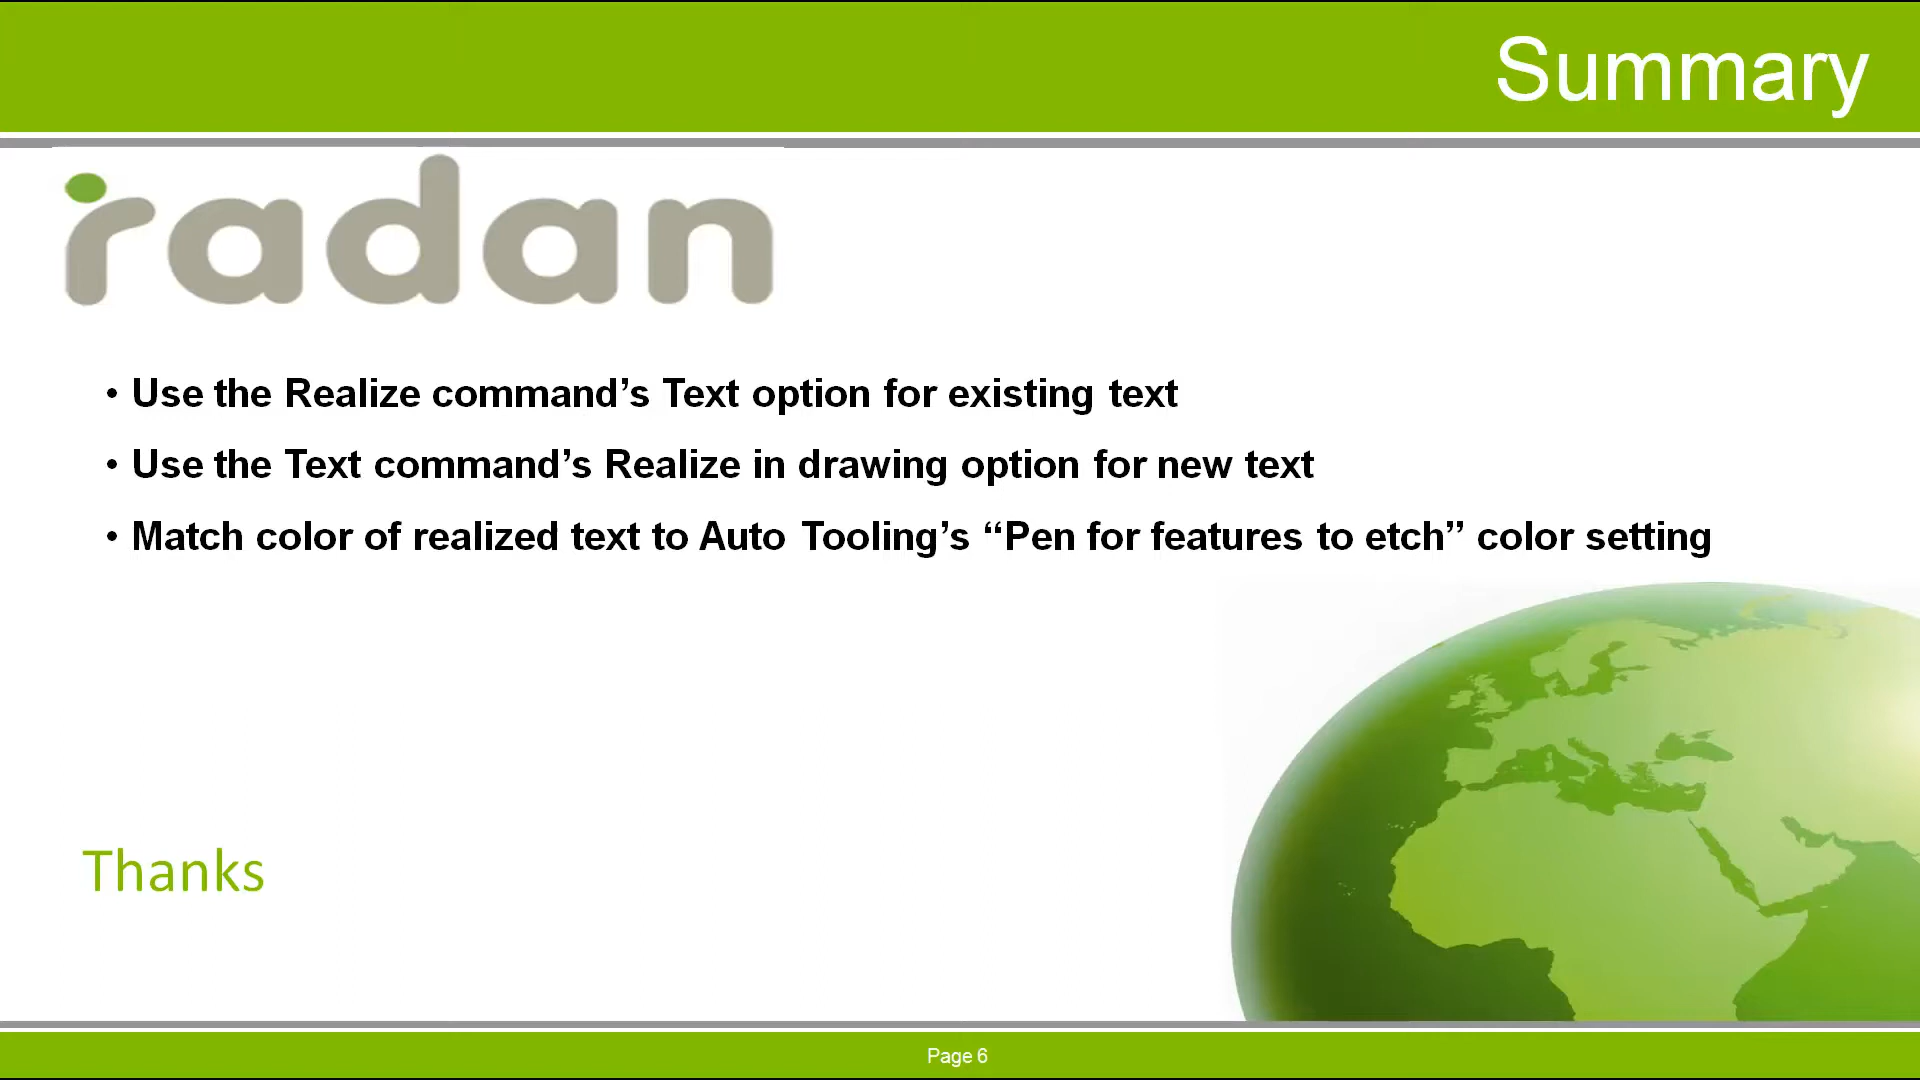 Summary
radan
• Use the Realize command’s Text option for existing text
• Use the Text command’s Realize in drawing option for new text
• Match color of realized text to Auto Tooling’s “Pen for features to etch” color setting
Thanks
Page 6